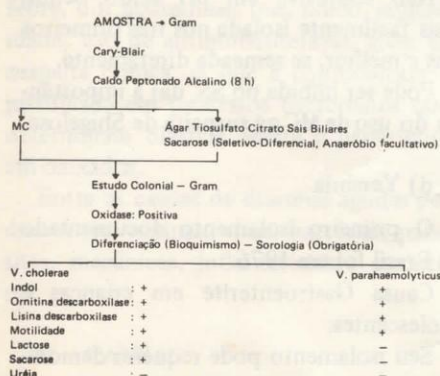 AMOSTRA → Gram
Cary-Blair
Caldo Peptonado Alcalino (8 h)
MC
Ágar Tiosulfato Citrato Sais Biliares
Sacarose (Seletivo-Diferencial, Anaeróbio facultativo)
Estudo Colonial – Gram
Oxidase: Positiva
Diferenciação (Bioquimismo) – Sorologia (Obrigatória)
V. cholerae V. parahaemolyticus
Indol : +
Ornitina descarboxilase : + +
Lisina descarboxilase : + +
Motilidade : + +
Lactose : + –
Sacarose : + –
Uréia : –